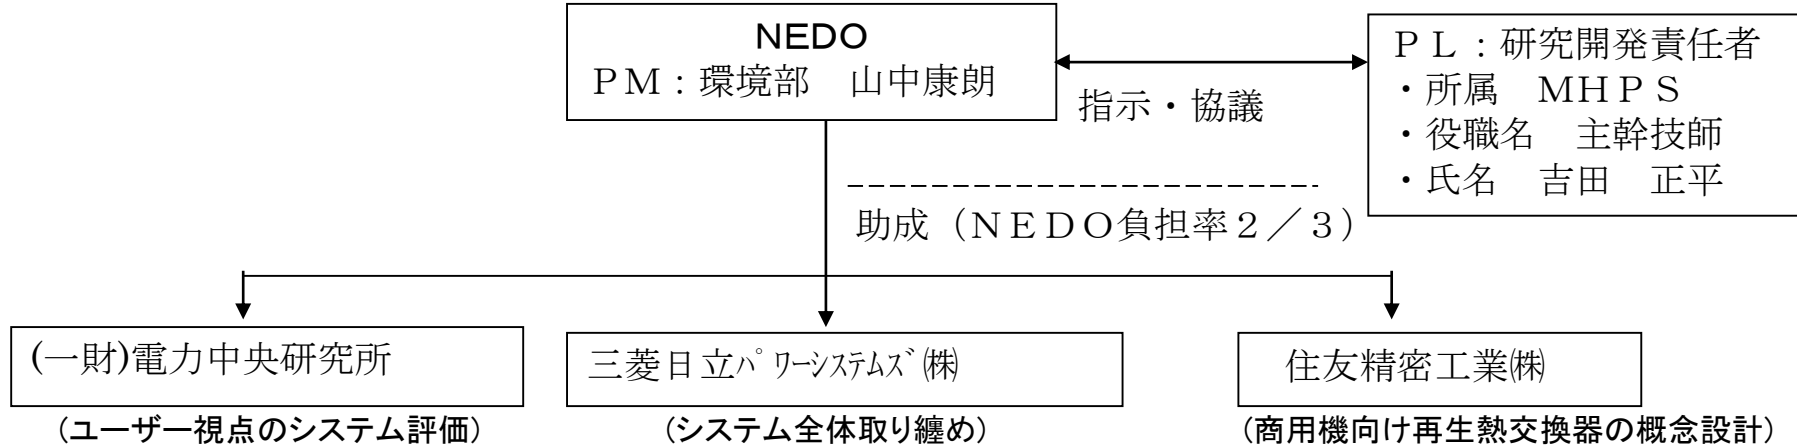 NEDO
ＰＭ：環境部　山中康朗
指示・協議
ＰＬ：研究開発責任者
・所属　ＭＨＰＳ
・役職名　主幹技師
・氏名　吉田　正平
助成（ＮＥＤＯ負担率２／３）
(一財)電力中央研究所
三菱日立ﾊﾟﾜｰｼｽﾃﾑｽﾞ㈱
住友精密工業㈱
(ユーザー視点のシステム評価)
(システム全体取り纏め)
(商用機向け再生熱交換器の概念設計)